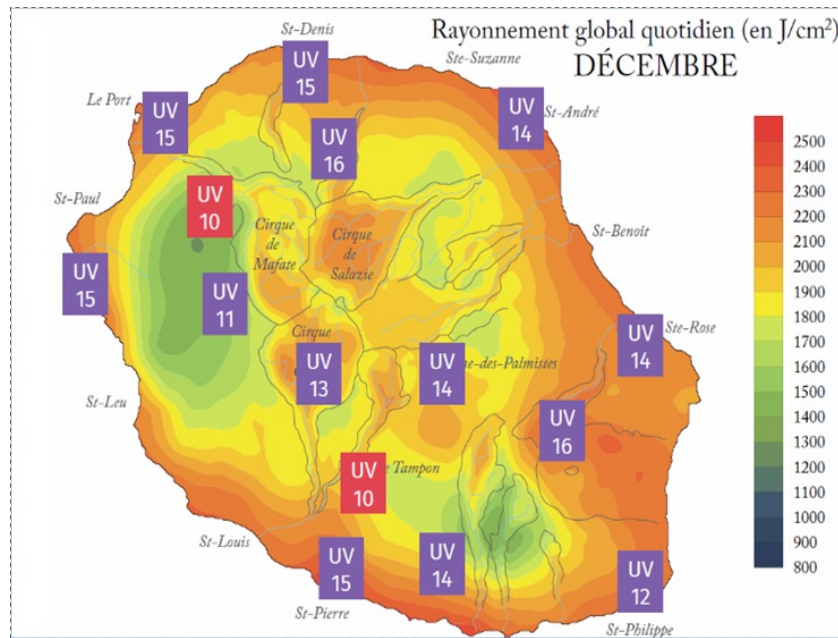 Rayonnement global quotidien (en J/cm²)
DÉCEMBRE
St-Denis
Ste-Suzanne
UV
15
Le Port
UV
15
UV
14
St-André
UV
16
St-Paul
UV
10
Cirque
de
Mafate
Cirque
de
Salazie
St-Benoît
UV
15
UV
11
Cirque
UV
13
UV
14
ne-des-Palmistes
UV
14
Ste-Rose
St-Leu
UV
16
UV
10
e Tampon
St-Louis
UV
15
UV
14
UV
12
St-Pierre
St-Philippe
2500
2400
2300
2200
2100
2000
1900
1800
1700
1600
1500
1400
1300
1200
1100
1000
900
800